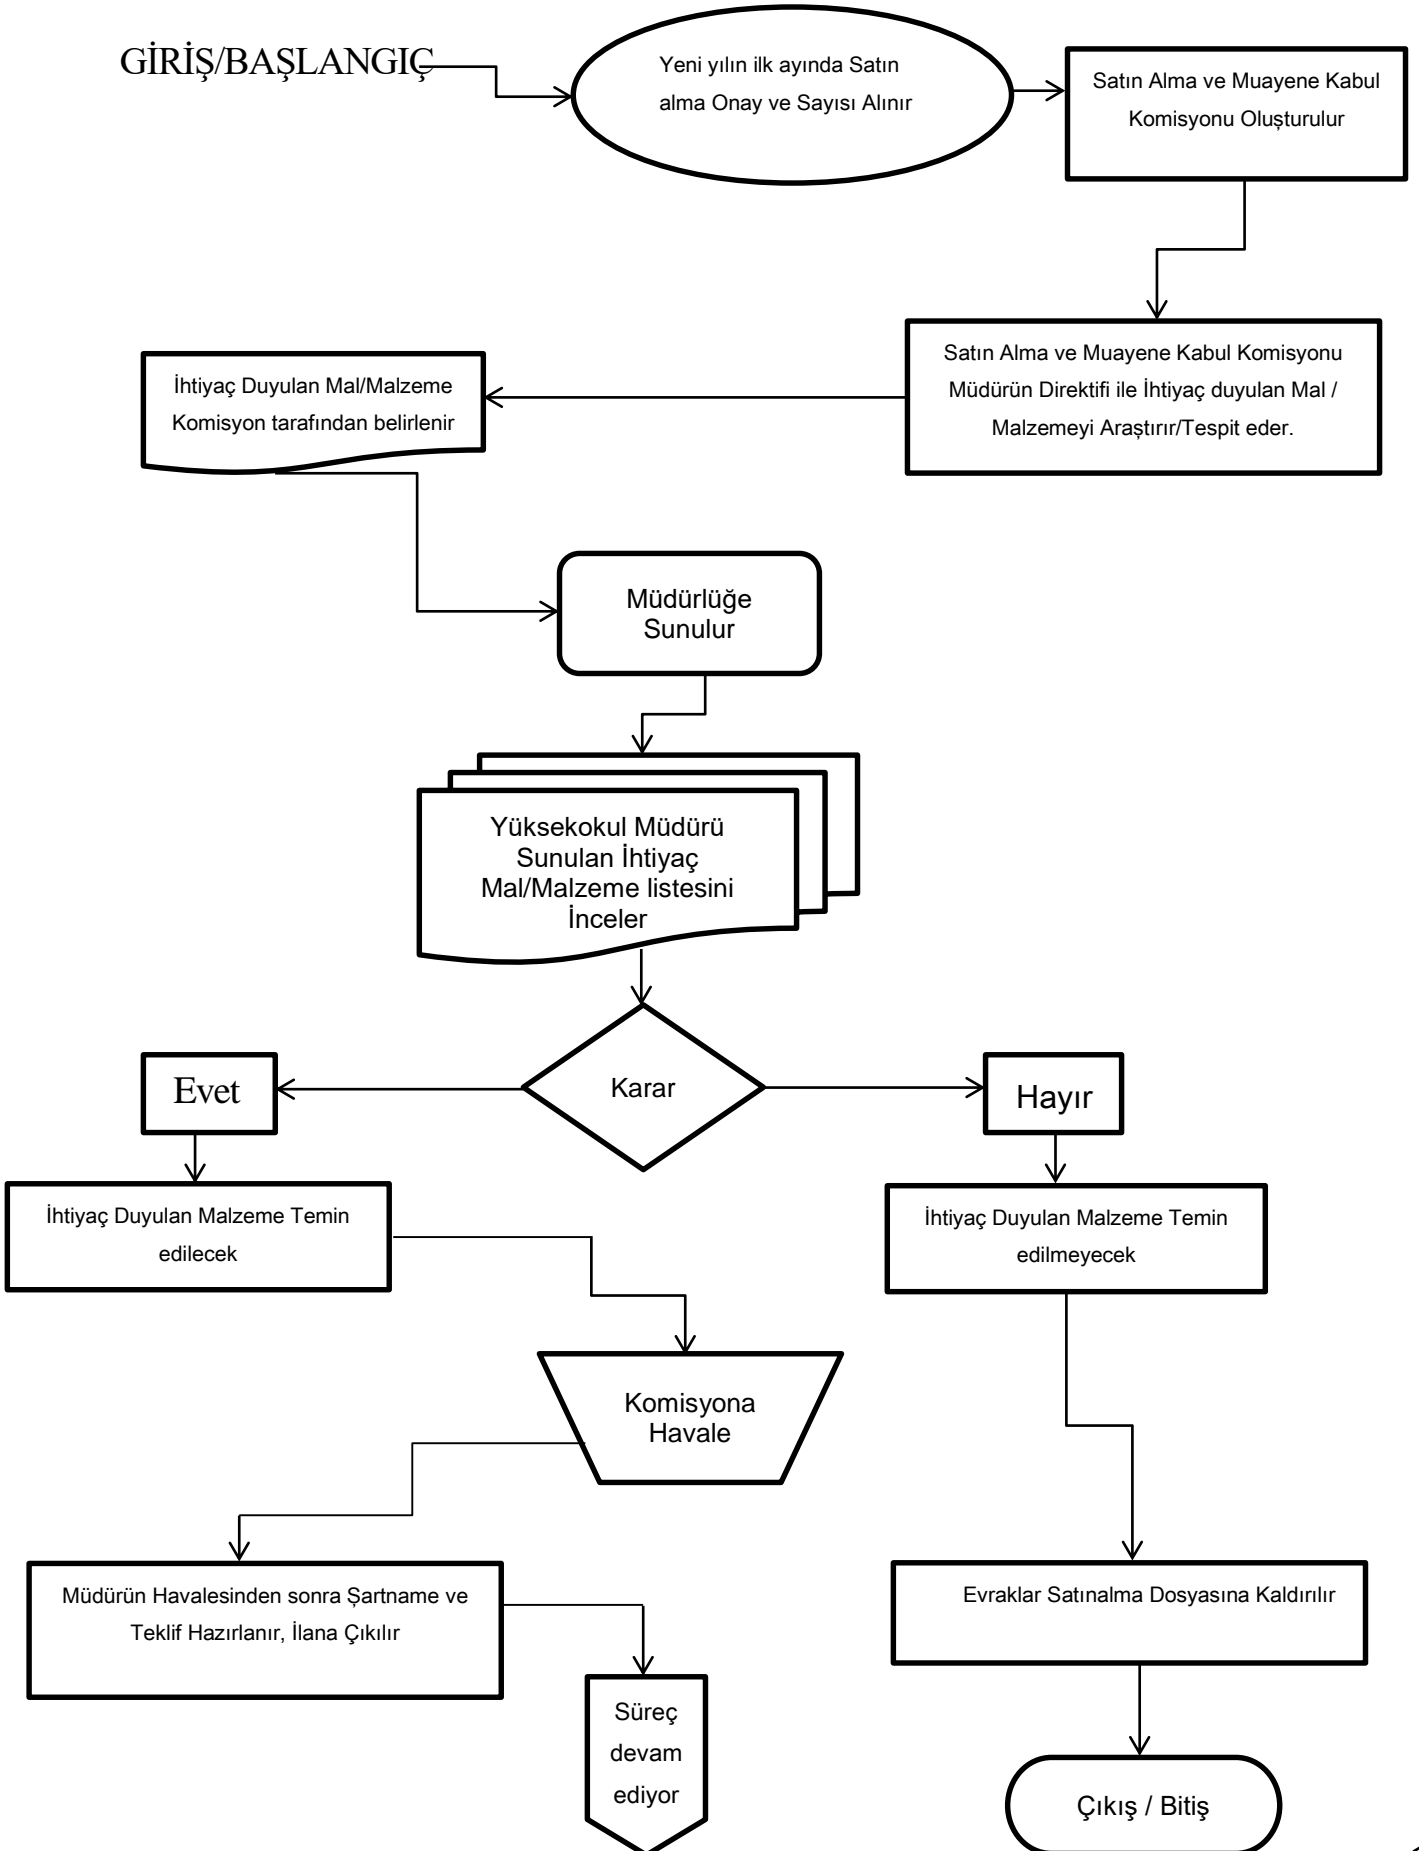 GİRİŞ/BAŞLANGIÇ
Yeni yılın ilk ayında Satın
alma Onay ve Sayısı Alınır
Satın Alma ve Muayene Kabul
Komisyonu Oluşturulur
Satın Alma ve Muayene Kabul Komisyonu
Müdürün Direktifi ile İhtiyaç duyulan Mal /
Malzemeyi Araştırır/Tespit eder.
İhtiyaç Duyulan Mal/Malzeme
Komisyon tarafından belirlenir
Müdürlüğe
Sunulur
Yüksekokul Müdürü
Sunulan İhtiyaç
Mal/Malzeme listesini
İnceler
Karar
Evet
Hayır
İhtiyaç Duyulan Malzeme Temin
edilecek
İhtiyaç Duyulan Malzeme Temin
edilmeyecek
Komisyona
Havale
Müdürün Havalesinden sonra Şartname ve
Teklif Hazırlanır, İlana Çıkılır
Evraklar Satınalma Dosyasına Kaldırılır
Süreç
devam
ediyor
Çıkış / Bitiş